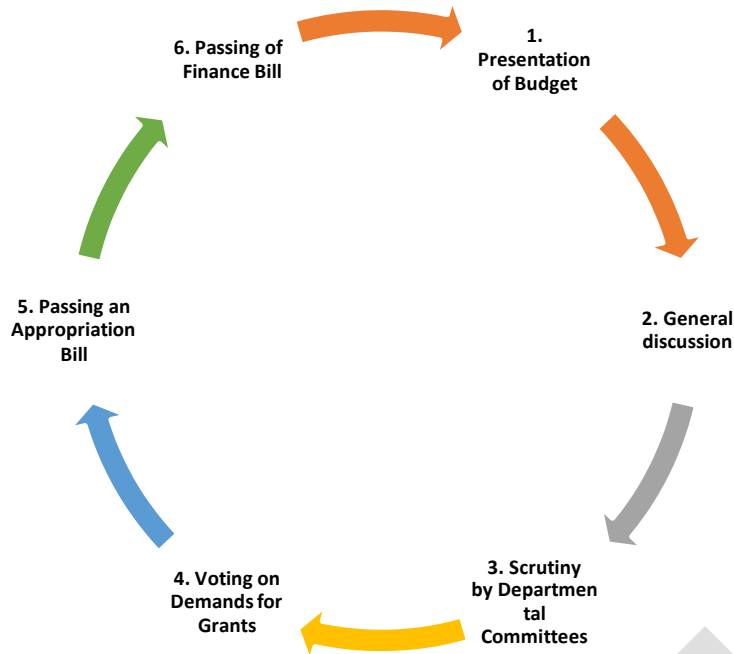 1.
Presentation
of Budget
2. General
discussion
3. Scrutiny
by Departmen
tal
Committees
4. Voting on
Demands for
Grants
5. Passing an
Appropriation
Bill
6. Passing of
Finance Bill